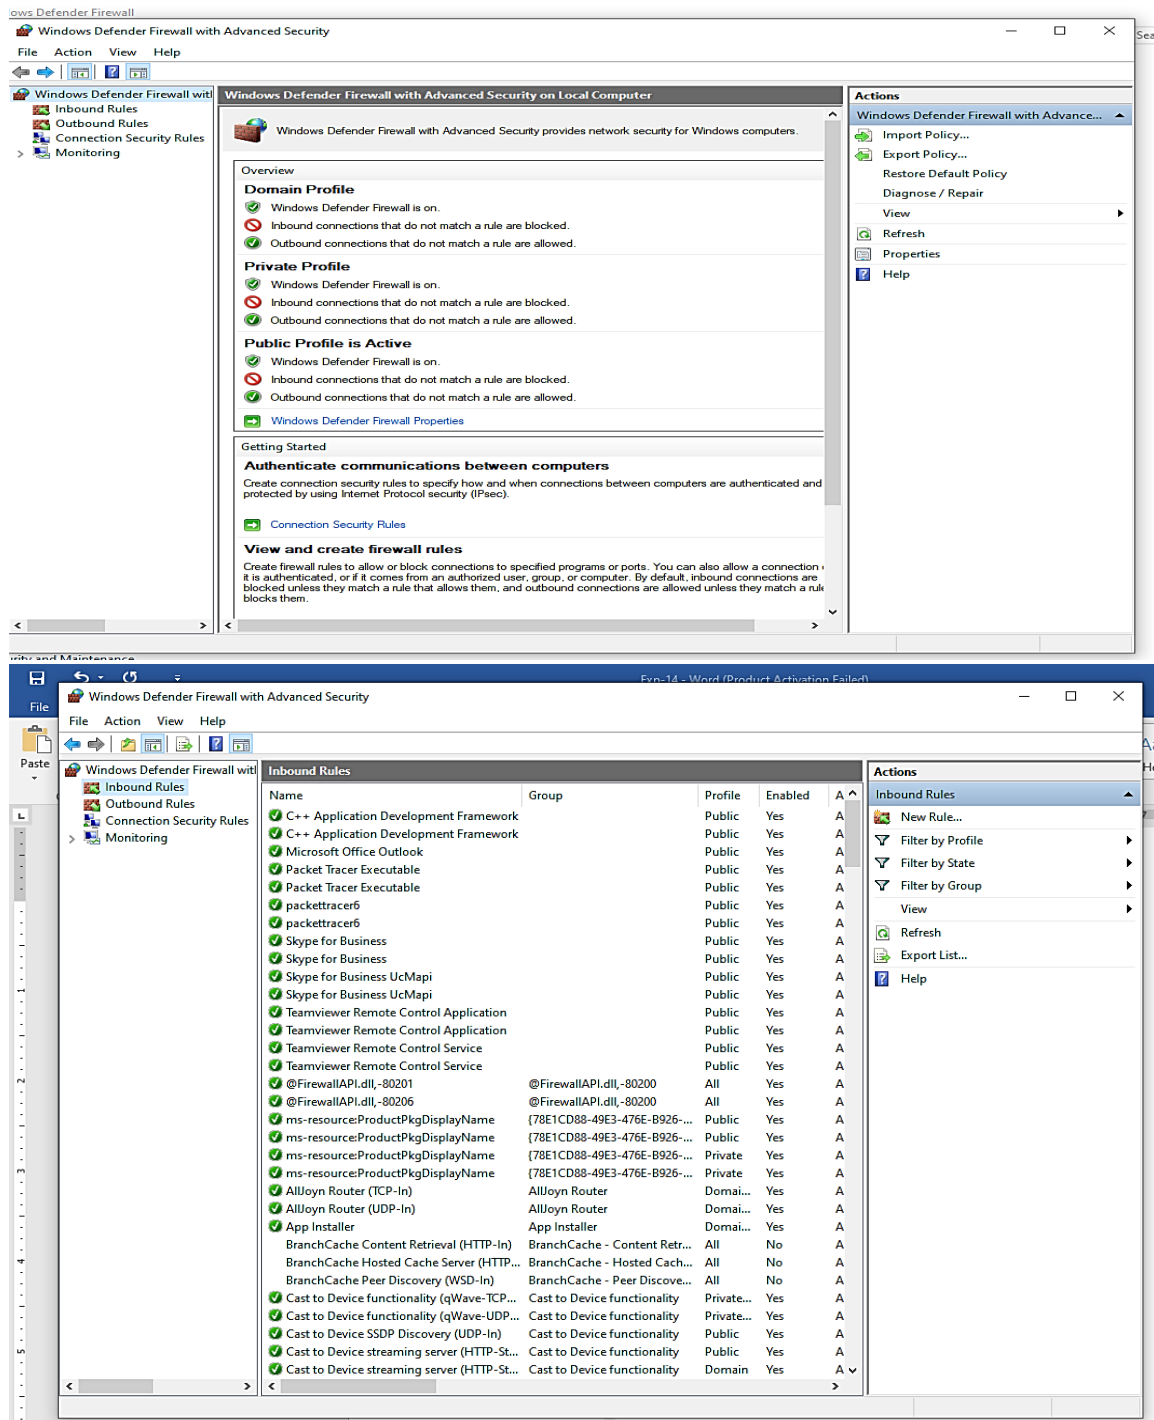 ows Defender Firewall
Windows Defender Firewall with Advanced Security
Sea
File Action View Help
Windows Defender Firewall witl
Inbound Rules
Outbound Rules
Connection Security Rules
Monitoring
Windows Defender Firewall with Advanced Security on Local Computer
Windows Defender Firewall with Advanced Security provides network security for Windows computers.
Overview
Domain Profile
Windows Defender Firewall is on.
Inbound connections that do not match a rule are blocked.
Outbound connections that do not match a rule are allowed.
Private Profile
Windows Defender Firewall is on.
Inbound connections that do not match a rule are blocked.
Outbound connections that do not match a rule are allowed.
Public Profile is Active
Windows Defender Firewall is on.
Inbound connections that do not match a rule are blocked.
Outbound connections that do not match a rule are allowed.
Windows Defender Firewall Properties
Getting Started
Authenticate communications between computers
Create connection security rules to specify how and when connections between computers are authenticated and
protected by using Internet Protocol security (IPsec).
Connection Security Rules
View and create firewall rules
Create firewall rules to allow or block connections to specified programs or ports. You can also allow a connection
it is authenticated, or if it comes from an authorized user, group, or computer. By default, inbound connections are
blocked unless they match a rule that allows them, and outbound connections are allowed unless they match a rule
blocks them.
Actions
Windows Defender Firewall with Advance...
Import Policy...
Export Policy...
Restore Default Policy
Diagnose / Repair
View
Refresh
Properties
Help
urity and Maintenance
Exp-14 - Word (Product Activation Failed)
File
Paste
Windows Defender Firewall with Advanced Security
File Action View Help
Windows Defender Firewall witl
Inbound Rules
Outbound Rules
Connection Security Rules
Monitoring
Inbound Rules
Name Group Profile Enabled A
C++ Application Development Framework Public Yes A
C++ Application Development Framework Public Yes A
Microsoft Office Outlook Public Yes A
Packet Tracer Executable Public Yes A
Packet Tracer Executable Public Yes A
packettracer6 Public Yes A
packettracer6 Public Yes A
Skype for Business Public Yes A
Skype for Business Public Yes A
Skype for Business UcMapi Public Yes A
Skype for Business UcMapi Public Yes A
Teamviewer Remote Control Application Public Yes A
Teamviewer Remote Control Application Public Yes A
Teamviewer Remote Control Service Public Yes A
Teamviewer Remote Control Service Public Yes A
@FirewallAPI.dll,-80201 @FirewallAPI.dll,-80200 All Yes A
@FirewallAPI.dll,-80206 @FirewallAPI.dll,-80200 All Yes A
ms-resource:ProductPkgDisplayName {78E1CD88-49E3-476E-B926-... Public Yes A
ms-resource:ProductPkgDisplayName {78E1CD88-49E3-476E-B926-... Public Yes A
ms-resource:ProductPkgDisplayName {78E1CD88-49E3-476E-B926-... Private Yes A
ms-resource:ProductPkgDisplayName {78E1CD88-49E3-476E-B926-... Private Yes A
AllJoyn Router (TCP-In) AllJoyn Router Domai... Yes A
AllJoyn Router (UDP-In) AllJoyn Router Domai... Yes A
App Installer App Installer Domai... Yes A
BranchCache Content Retrieval (HTTP-In) BranchCache - Content Retr... All No A
BranchCache Hosted Cache Server (HTTP... BranchCache - Hosted Cach... All No A
BranchCache Peer Discovery (WSD-In) BranchCache - Peer Discove... All No A
Cast to Device functionality (qWave-TCP... Cast to Device functionality Private... Yes A
Cast to Device functionality (qWave-UDP... Cast to Device functionality Private... Yes A
Cast to Device SSDP Discovery (UDP-In) Cast to Device functionality Public Yes A
Cast to Device streaming server (HTTP-St... Cast to Device functionality Public Yes A
Cast to Device streaming server (HTTP-St... Cast to Device functionality Domain Yes A
Actions
Inbound Rules
New Rule...
Filter by Profile
Filter by State
Filter by Group
View
Refresh
Export List...
Help